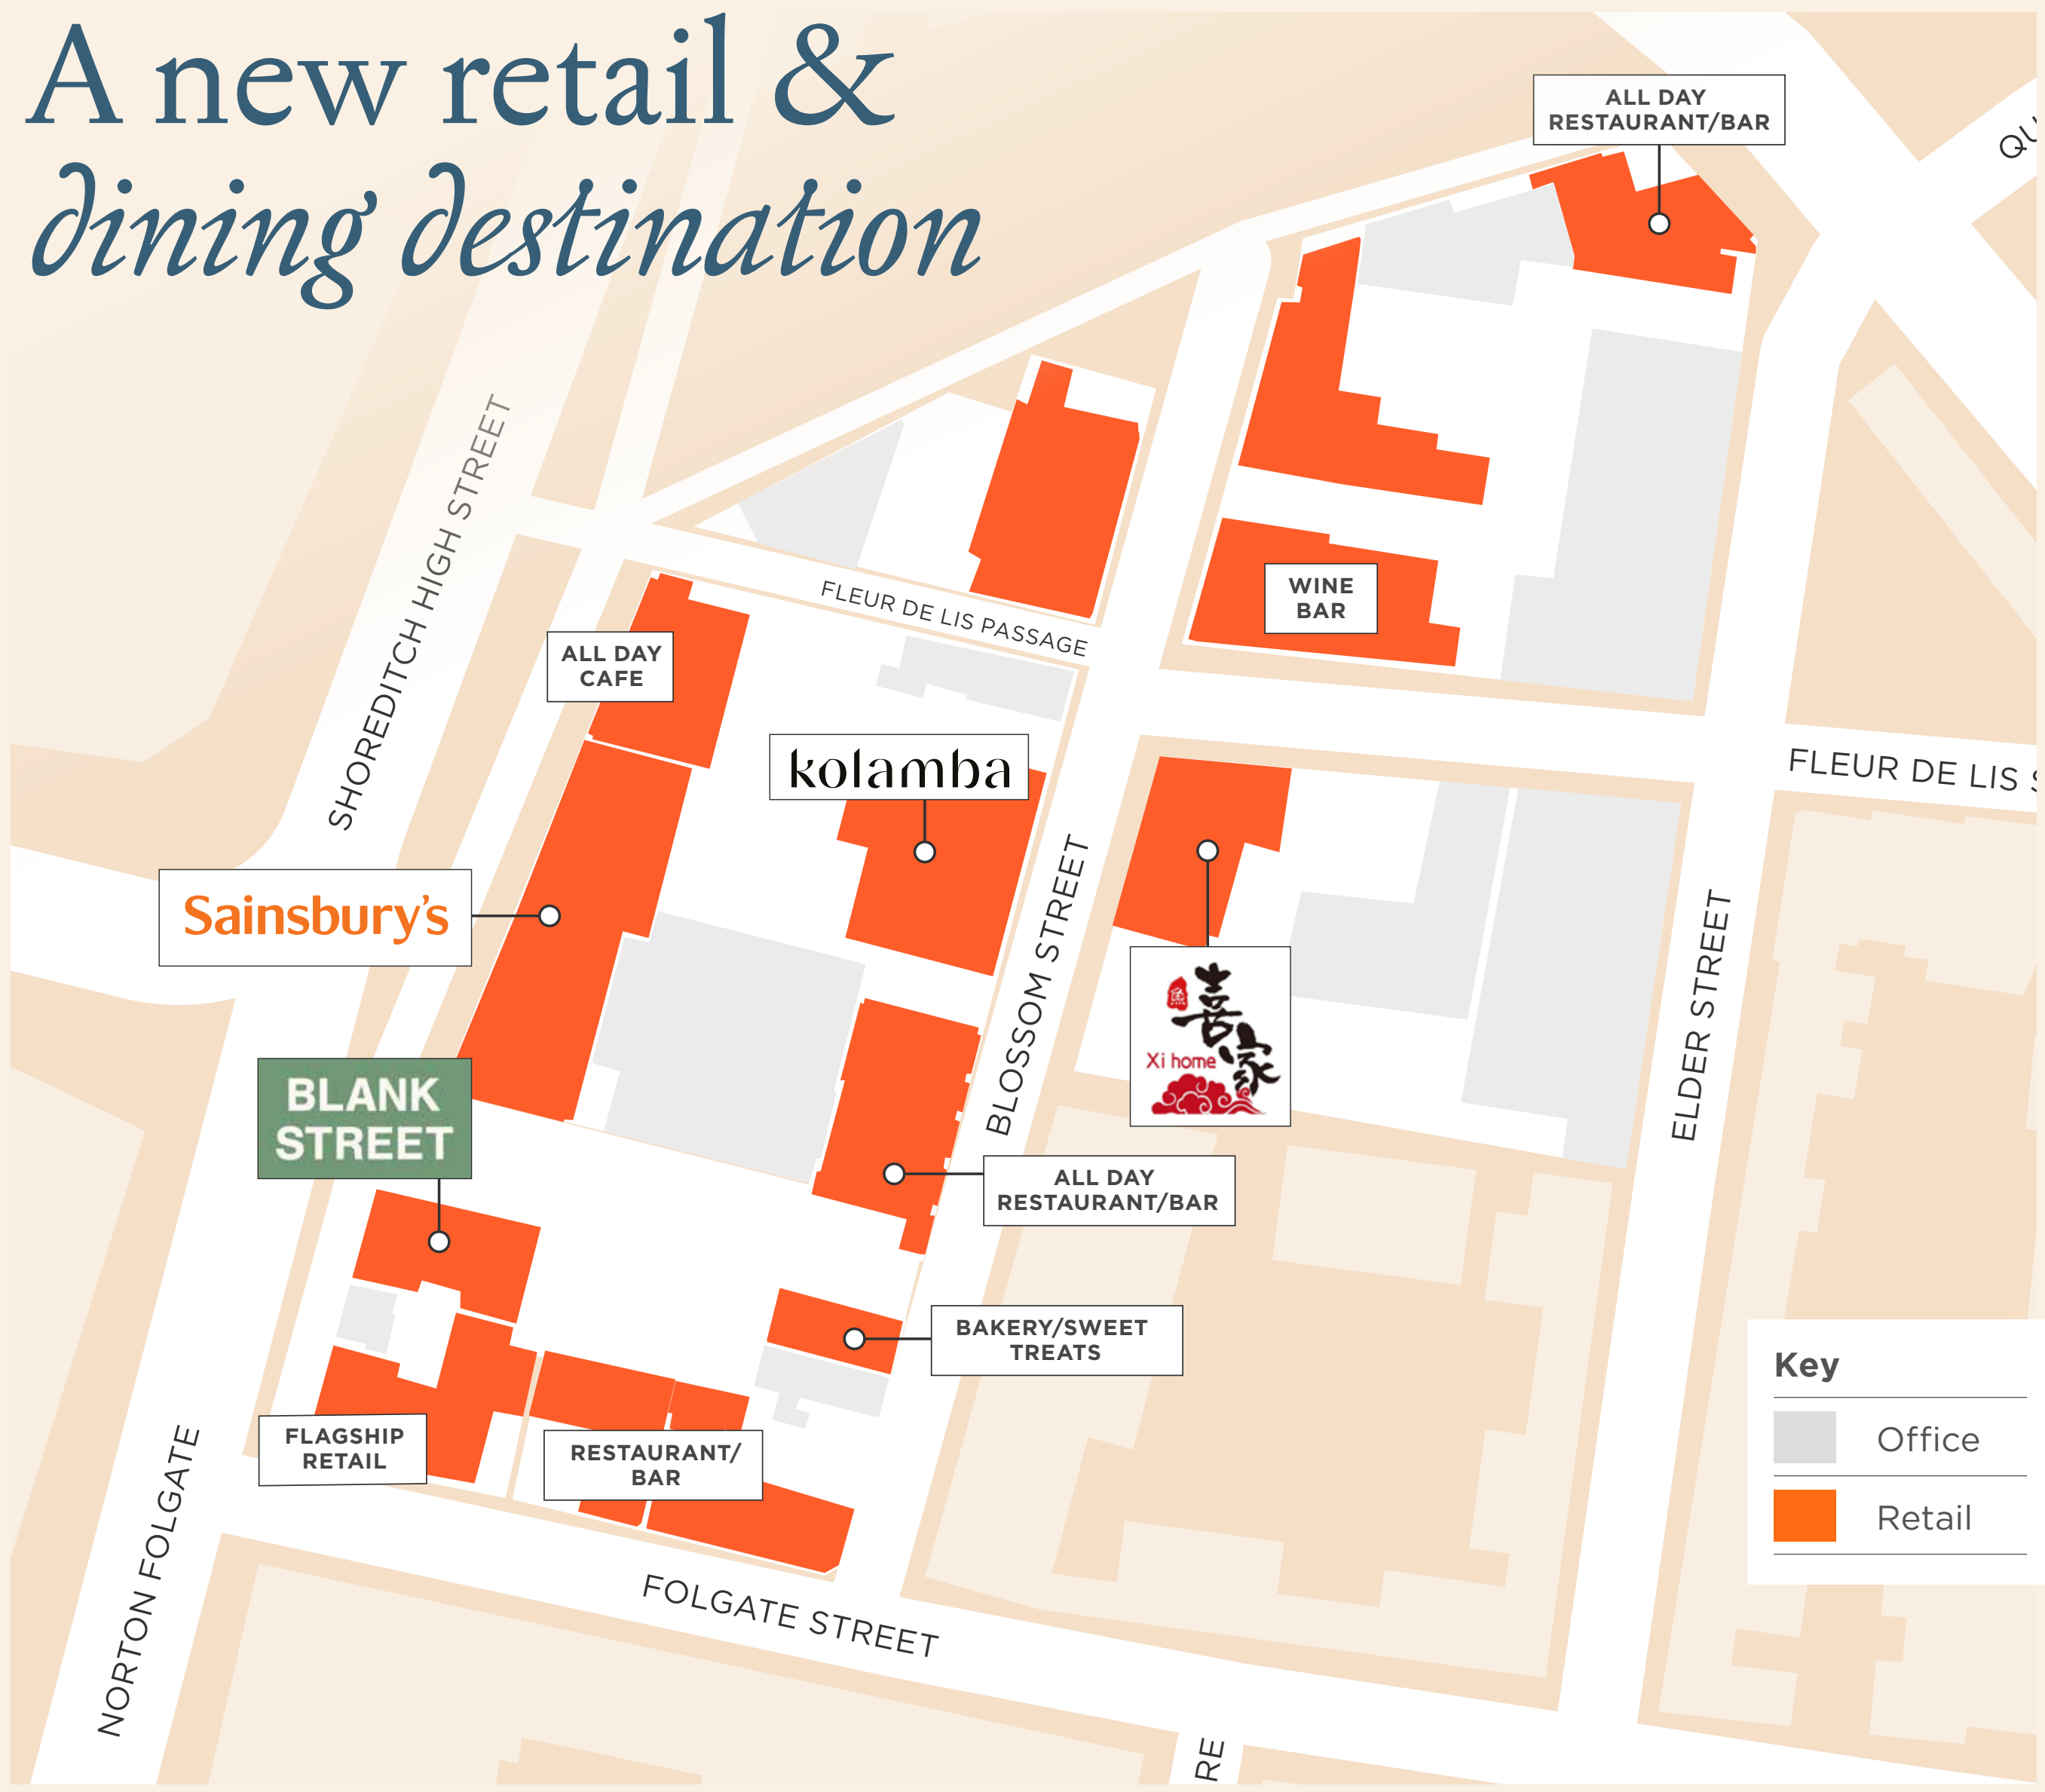 A new retail &
dining destination
ALL DAY
RESTAURANT/BAR
QU
SHOREDITCH HIGH STREET
FLEUR DE LIS PASSAGE
WINE
BAR
ALL DAY
CAFE
kolamba
FLEUR DE LIS S
Sainsbury's
BLOSSOM STREET
ELDER STREET
魚
喜
家
Xi home
BLANK
STREET
ALL DAY
RESTAURANT/BAR
BAKERY/SWEET
TREATS
FLAGSHIP
RETAIL
RESTAURANT/
BAR
NORTON FOLGATE
FOLGATE STREET
RE
Key
Office
Retail